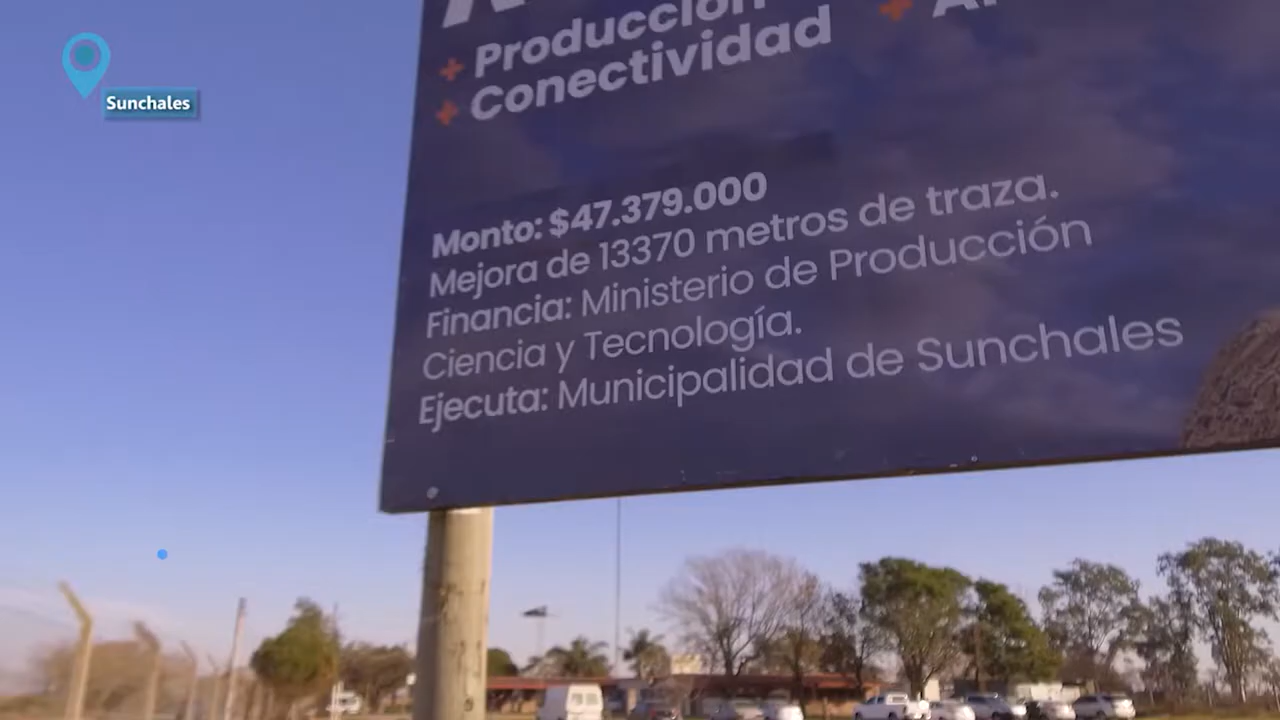 Sunchales
+ Producción
+ Conectividad
Monto: $47.379.000
Mejora de 13370 metros de traza.
Financia: Ministerio de Producción
Ciencia y Tecnología.
Ejecuta: Municipalidad de Sunchales